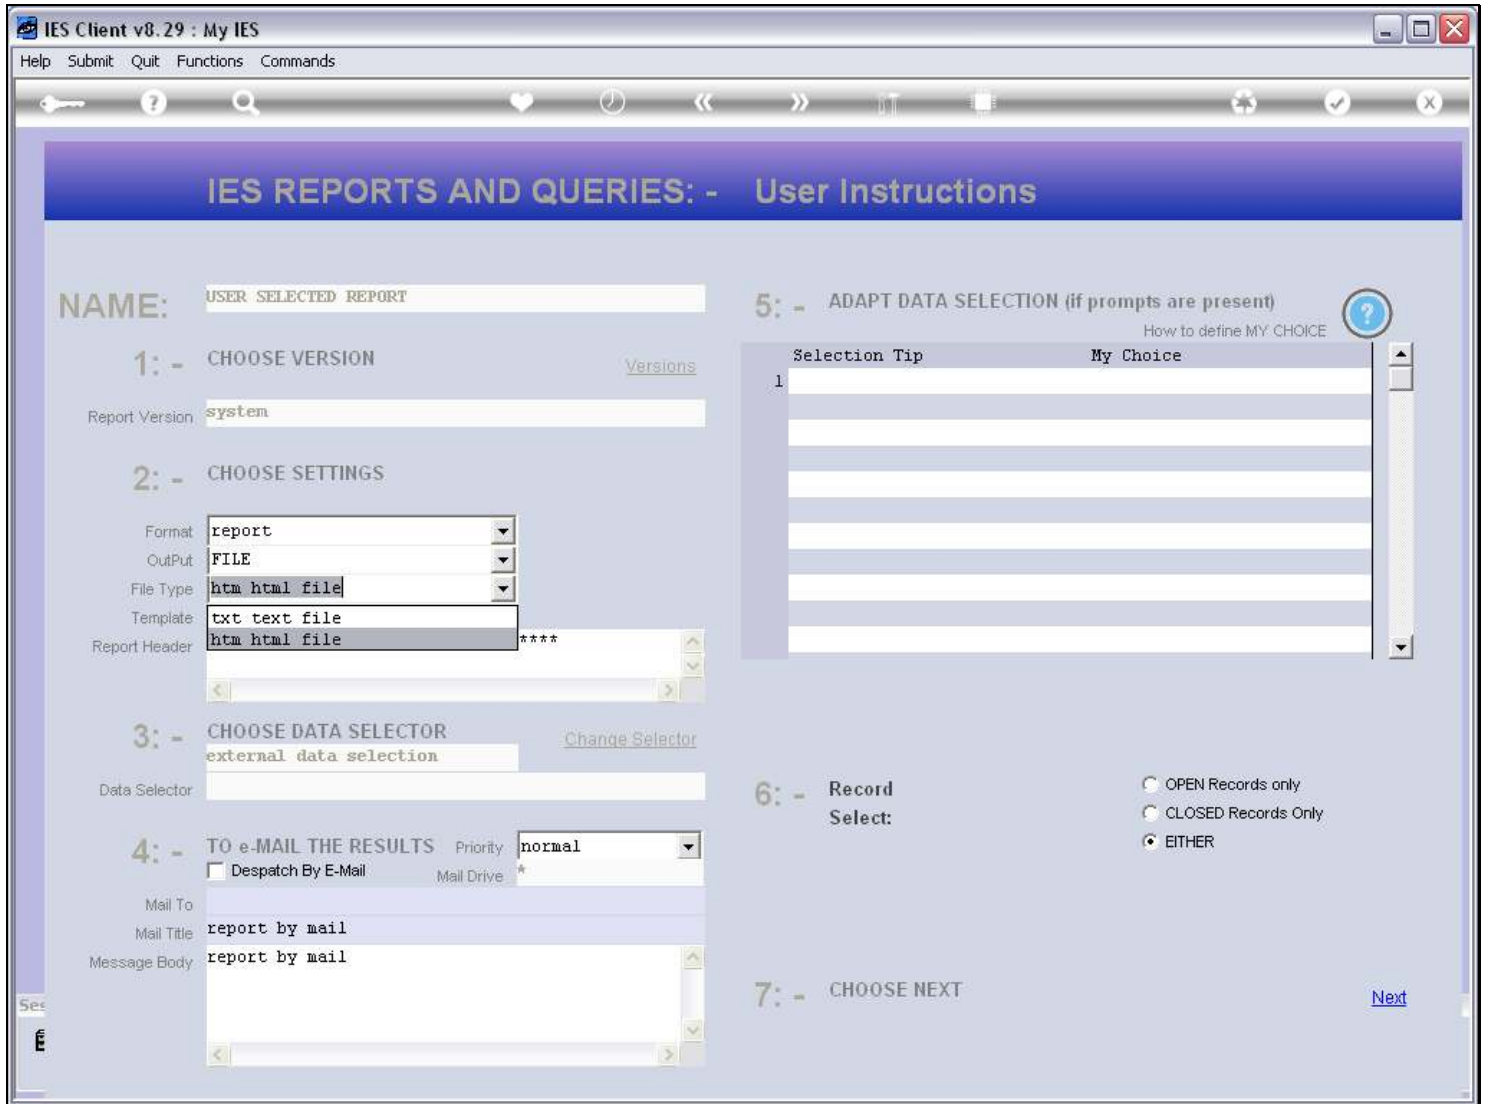 IES Client v8.29 : My IES
Help Submit Quit Functions Commands
IES REPORTS AND QUERIES: - User Instructions
NAME: USER SELECTED REPORT
1: - CHOOSE VERSION Versions
Report Version system
2: - CHOOSE SETTINGS
Format report
OutPut FILE
File Type htm html file
Template txt text file
Report Header htm html file ****
3: - CHOOSE DATA SELECTOR Change Selector
external data selection
Data Selector
4: - TO e-MAIL THE RESULTS Priority normal
Despatch By E-Mail Mail Drive *
Mail To
Mail Title report by mail
Message Body report by mail
5: - ADAPT DATA SELECTION (if prompts are present)
How to define MY CHOICE ?
Selection Tip My Choice
1
6: - Record Select:
OPEN Records only
CLOSED Records Only
EITHER
7: - CHOOSE NEXT Next